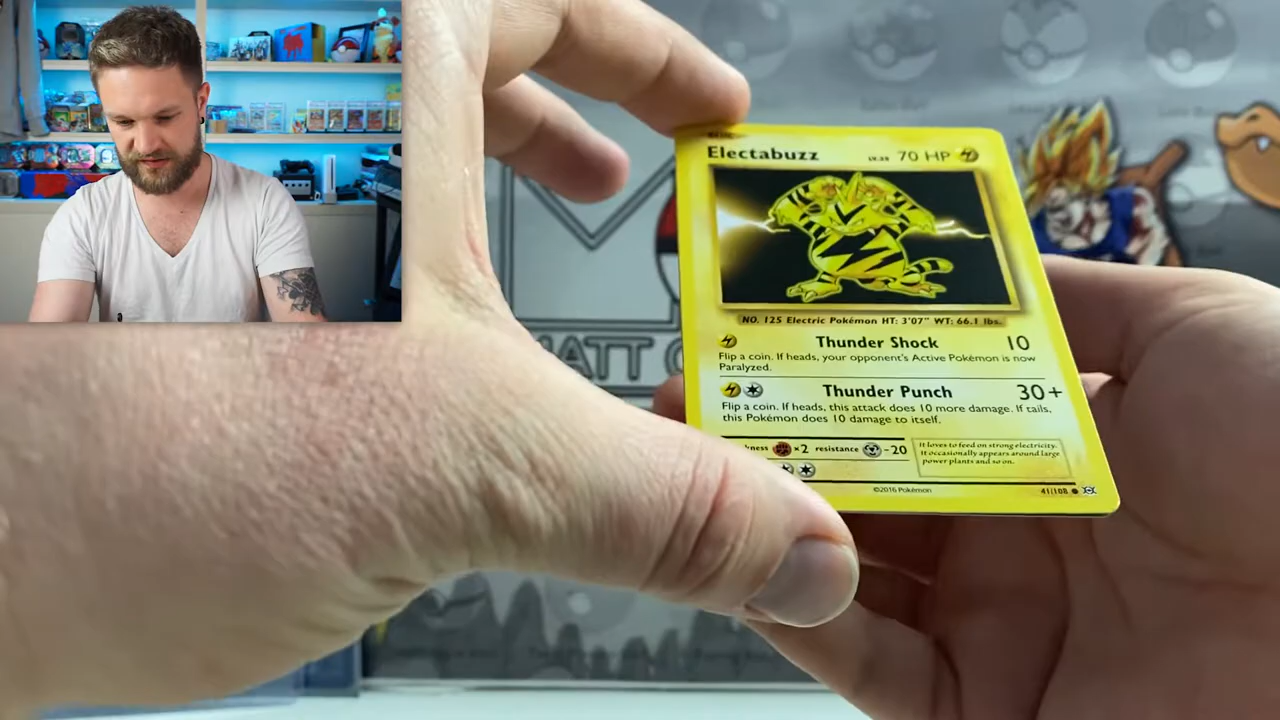 Electabuzz LV.35 70 HP
NO. 125 Electric Pokémon HT: 3'07" WT: 66.1 lbs.
Thunder Shock 10
Flip a coin. If heads, your opponent's Active Pokémon is now
Paralyzed.
Thunder Punch 30+
Flip a coin. If heads, this attack does 10 more damage. If tails,
this Pokémon does 10 damage to itself.
×2 resistance -20
It loves to feed on strong electricity.
It occasionally appears around large
power plants and so on.
©2016 Pokémon
41/108